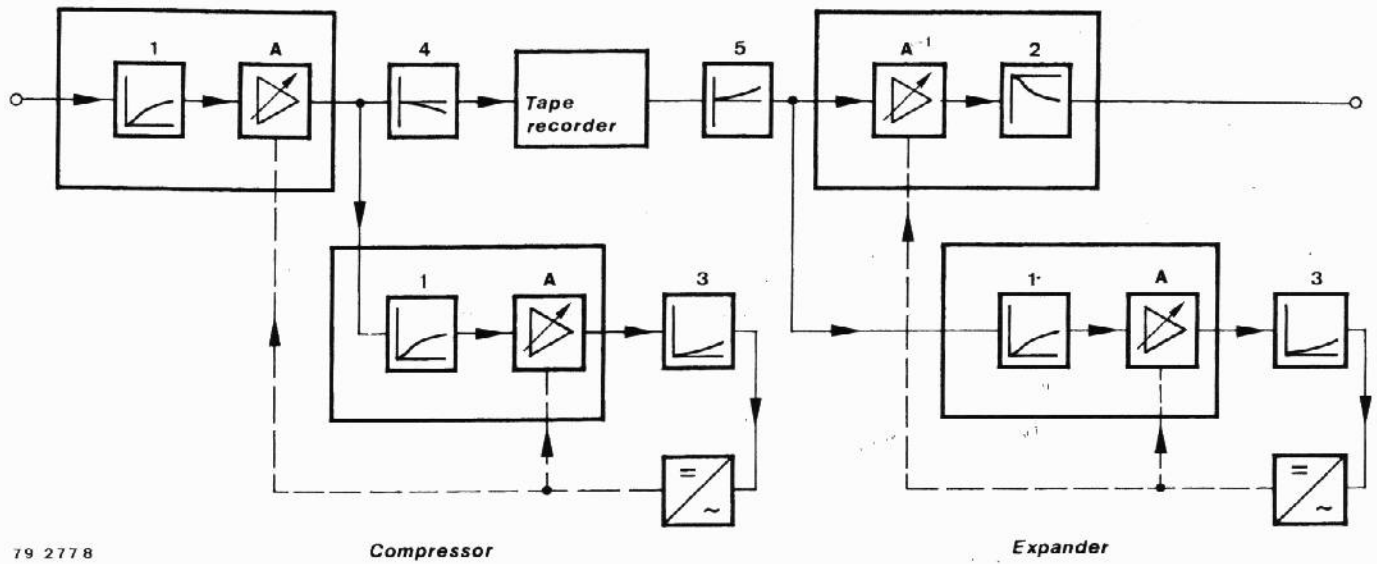 1 A 4 5 A⁻¹ 2
Tape
recorder
1 A 3 1 A 3
=
~
=
~
79 2778 Compressor Expander